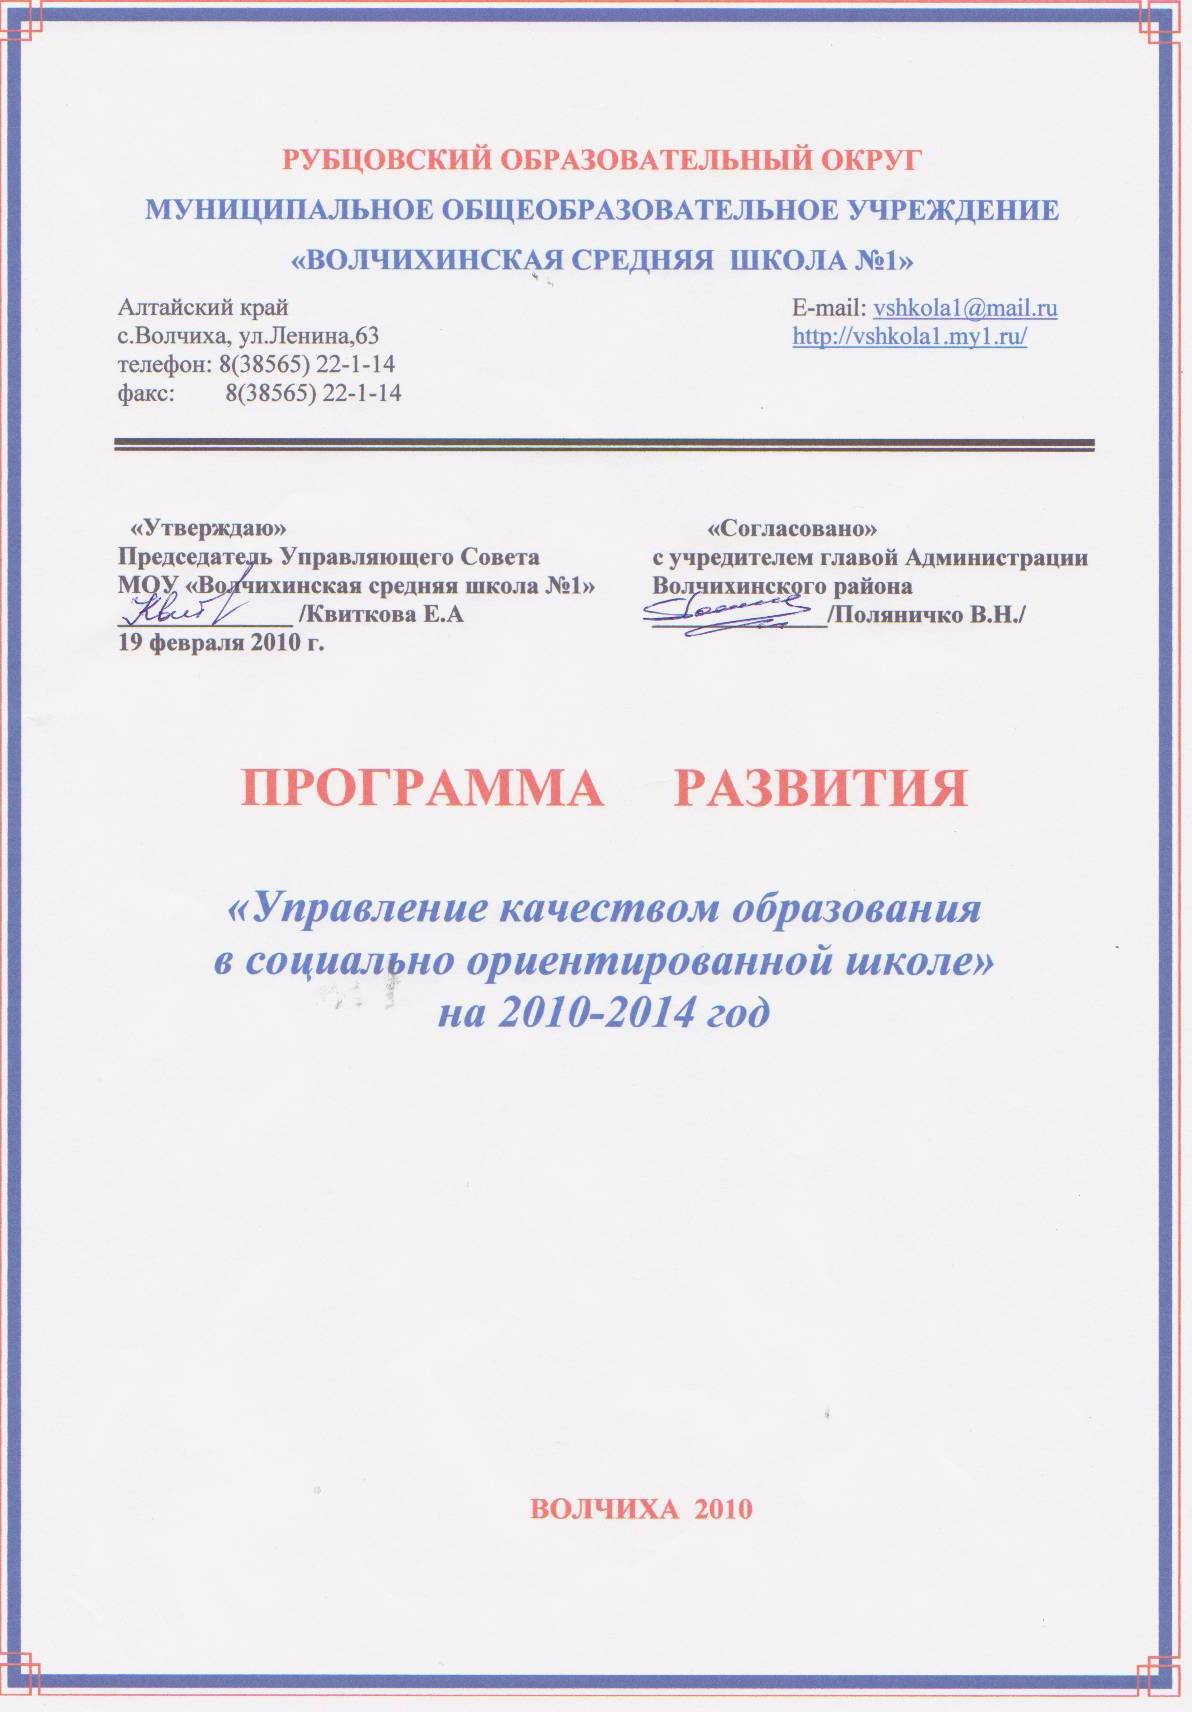 РУБЦОВСКИЙ ОБРАЗОВАТЕЛЬНЫЙ ОКРУГ
МУНИЦИПАЛЬНОЕ ОБЩЕОБРАЗОВАТЕЛЬНОЕ УЧРЕЖДЕНИЕ
«ВОЛЧИХИНСКАЯ СРЕДНЯЯ ШКОЛА №1»
Алтайский край
с.Волчиха, ул.Ленина,63
телефон: 8(38565) 22-1-14
факс: 8(38565) 22-1-14
E-mail: vshkola1@mail.ru
http://vshkola1.my1.ru/
«Утверждаю»
Председатель Управляющего Совета
МОУ «Волчихинская средняя школа №1»
/Квиткова Е.А
19 февраля 2010 г.
«Согласовано»
с учредителем главой Администрации
Волчихинского района
/Поляничко В.Н./
ПРОГРАММА РАЗВИТИЯ
«Управление качеством образования
в социально ориентированной школе»
на 2010-2014 год
ВОЛЧИХА 2010